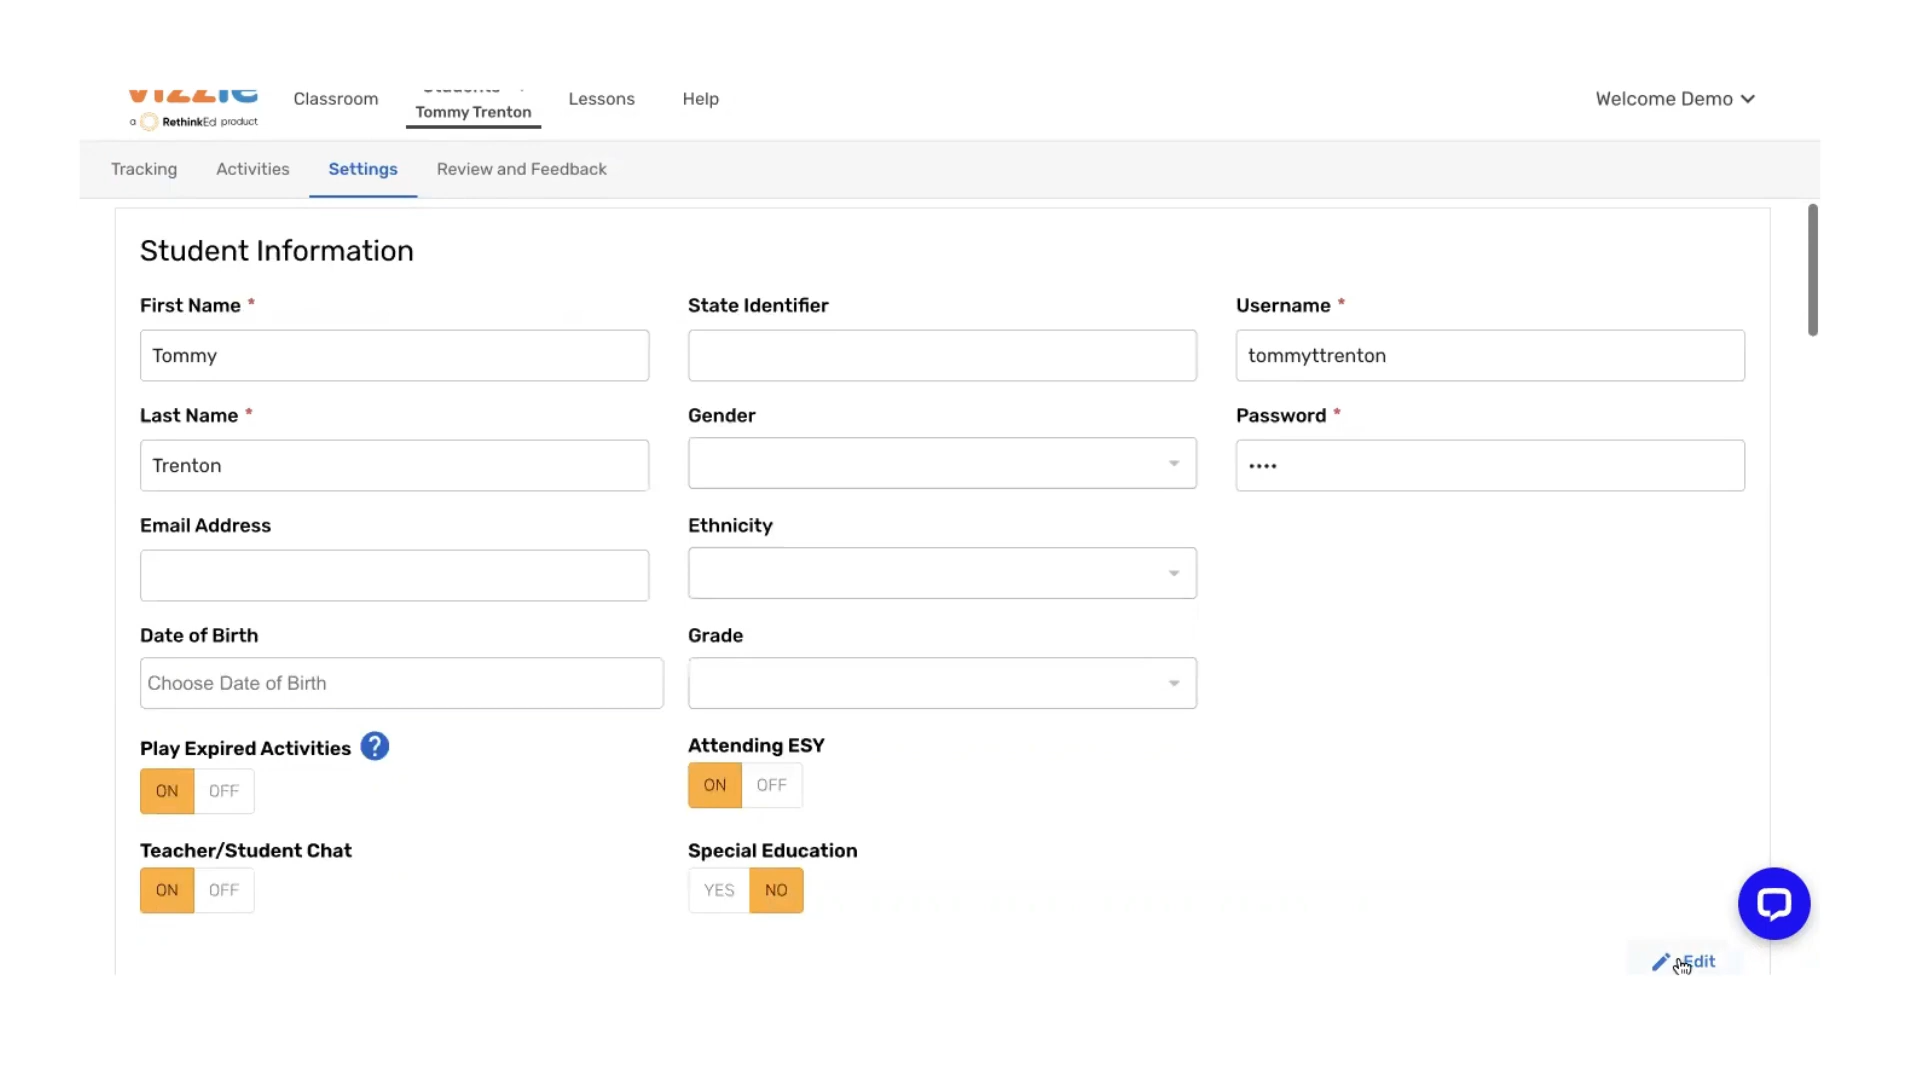 vizzle
a RethinkEd product
Classroom
Students
Tommy Trenton
Lessons
Help
Welcome Demo
Tracking
Activities
Settings
Review and Feedback
Student Information
First Name *
State Identifier
Username *
Tommy
tommyttrenton
Last Name *
Gender
Password *
Trenton
••••
Email Address
Ethnicity
Date of Birth
Grade
Choose Date of Birth
Play Expired Activities ?
Attending ESY
ON OFF
ON OFF
Teacher/Student Chat
Special Education
ON OFF
YES NO
Edit